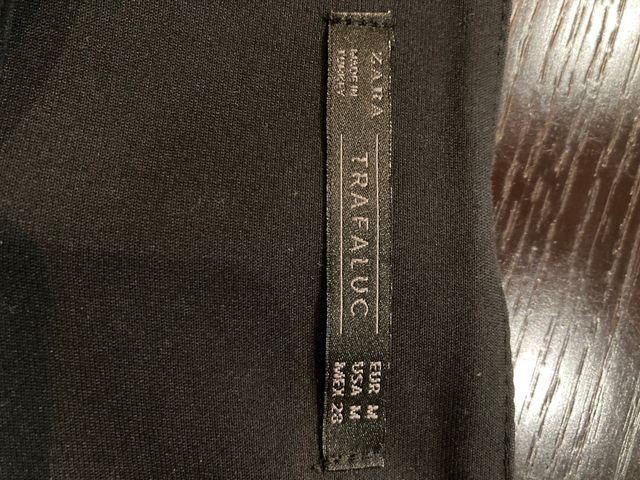 ZARA
MADE IN
TURKEY
TRAFALUC
EUR M
USA M
MEX 28